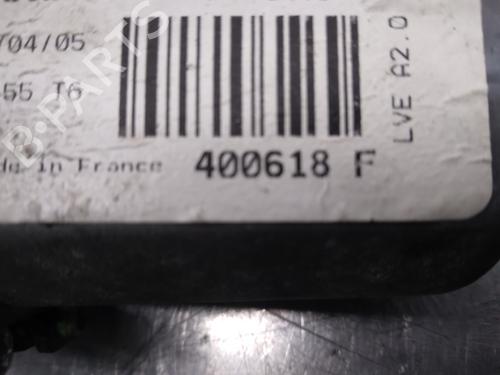 /04/05
55 T6
de in France
400618 F
LVE A2.0
B-PARTS